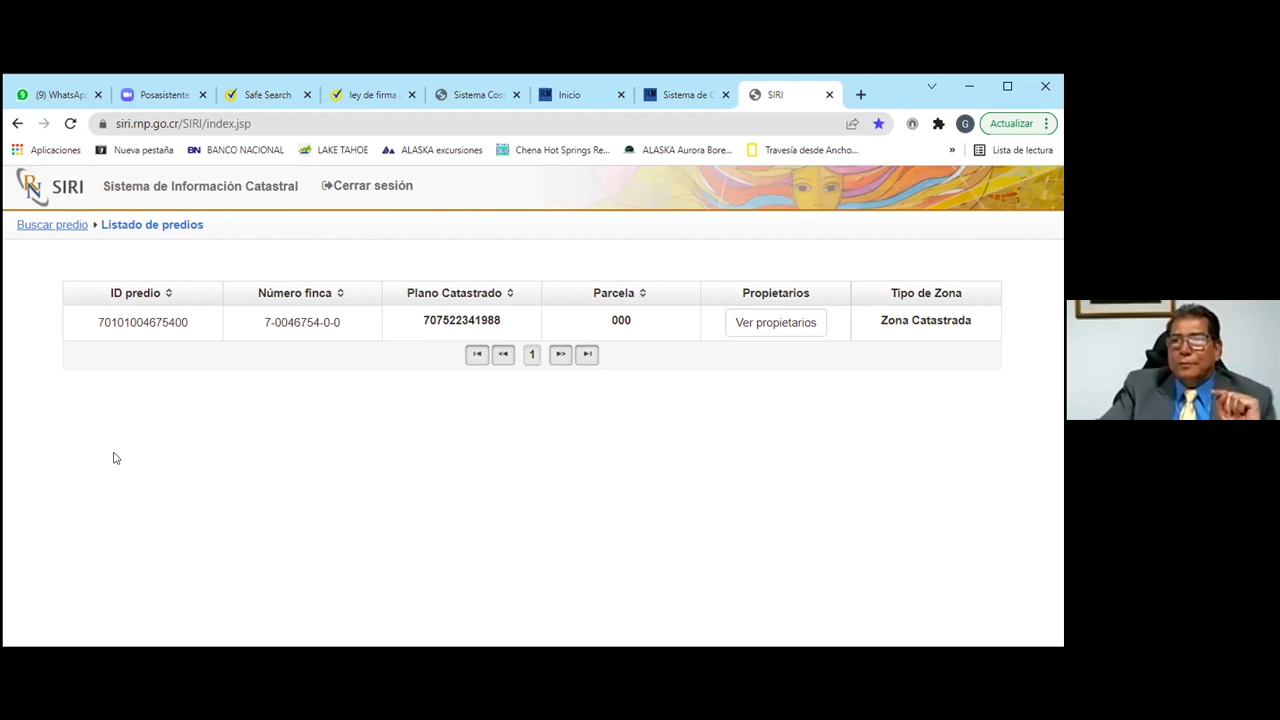 (9) WhatsAp
Posasistente
Safe Search
ley de firma
Sistema Cost
Inicio
Sistema de C
SIRI
siri.rnp.go.cr/SIRI/index.jsp
G
Actualizar
Aplicaciones
Nueva pestaña
BN BANCO NACIONAL
LAKE TAHOE
ALASKA excursiones
Chena Hot Springs Re...
ALASKA Aurora Bore...
Travesía desde Ancho...
»
Lista de lectura
RN SIRI
Sistema de Información Catastral
Cerrar sesión
Buscar predio
Listado de predios
ID predio Número finca Plano Catastrado Parcela Propietarios Tipo de Zona
70101004675400 7-0046754-0-0 707522341988 000 Ver propietarios Zona Catastrada
1